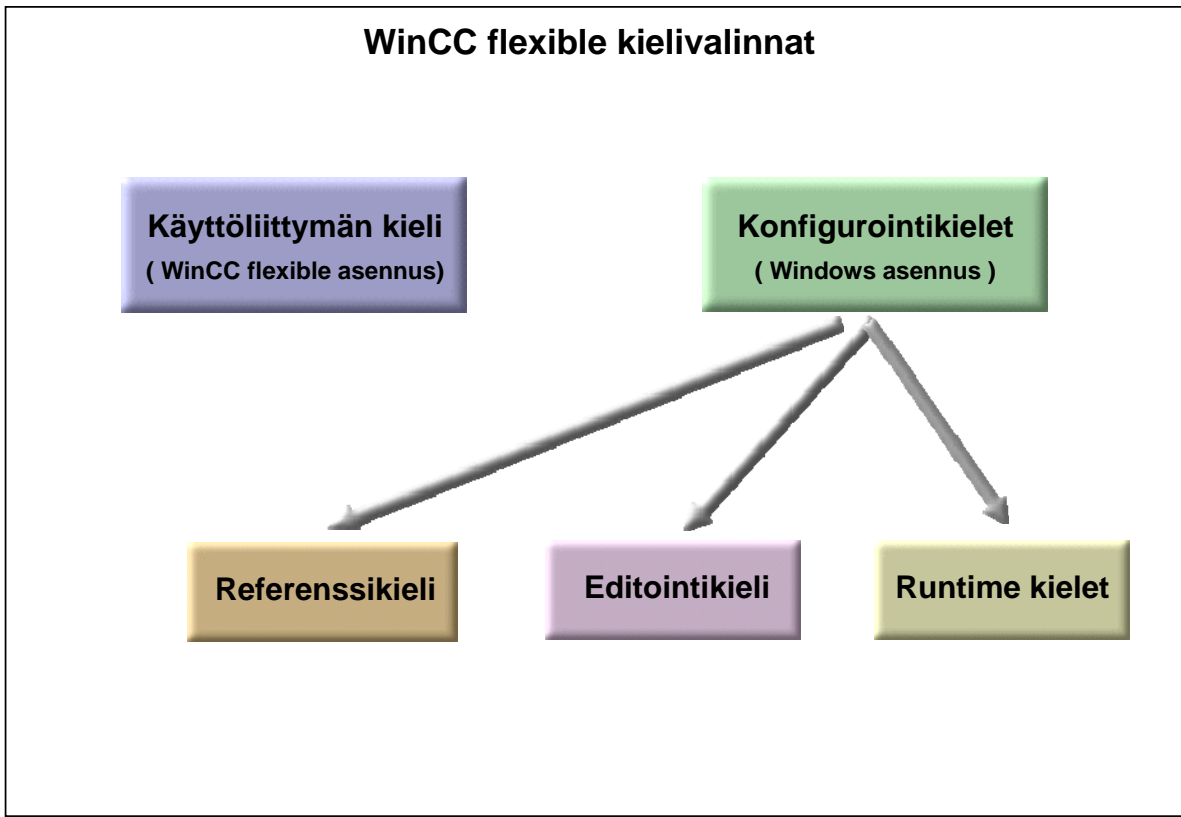 WinCC flexible kielivalinnat
Käyttöliittymän kieli
( WinCC flexible asennus)
Konfigurointikielet
( Windows asennus )
Referenssikieli
Editointikieli
Runtime kielet